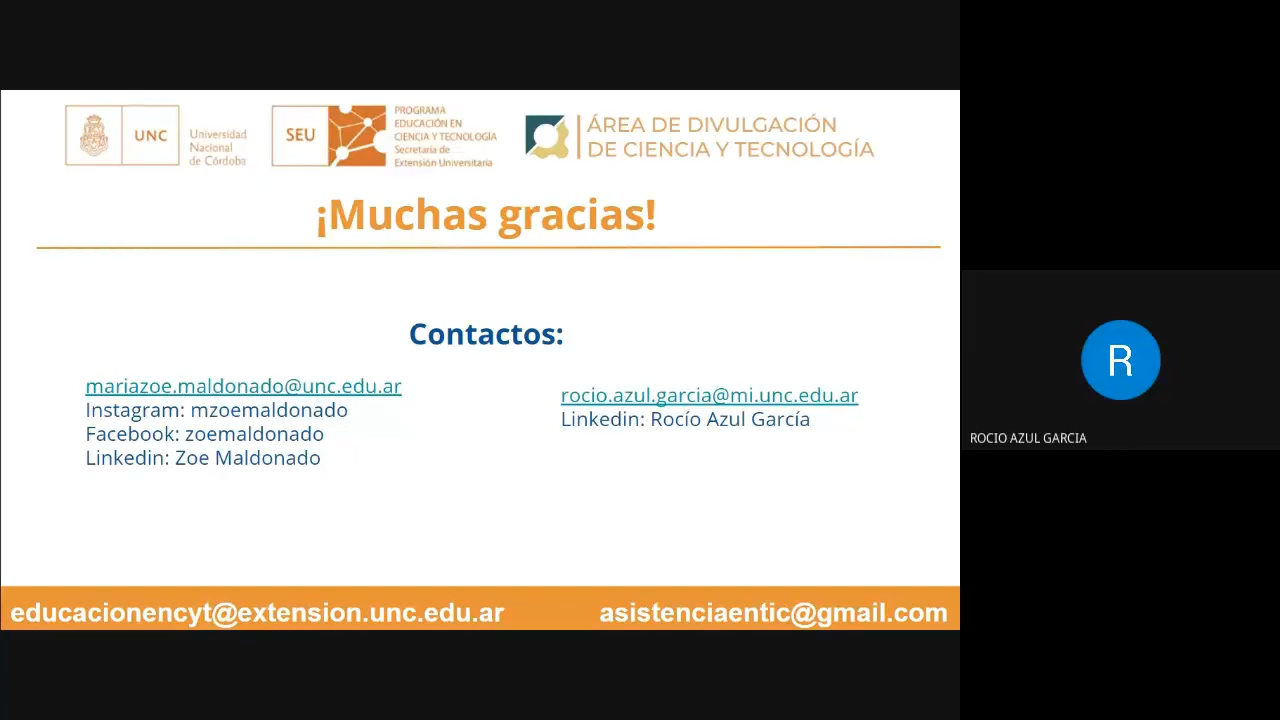 UNC
Universidad
Nacional
de Córdoba
SEU
PROGRAMA
EDUCACIÓN EN
CIENCIA Y TECNOLOGÍA
Secretaría de
Extensión Universitaria
ÁREA DE DIVULGACIÓN
DE CIENCIA Y TECNOLOGÍA
¡Muchas gracias!
Contactos:
mariazoe.maldonado@unc.edu.ar
Instagram: mzoemaldonado
Facebook: zoemaldonado
Linkedin: Zoe Maldonado
rocio.azul.garcia@mi.unc.edu.ar
Linkedin: Rocío Azul García
educacionencyt@extension.unc.edu.ar
asistenciaentic@gmail.com
R
ROCIO AZUL GARCIA